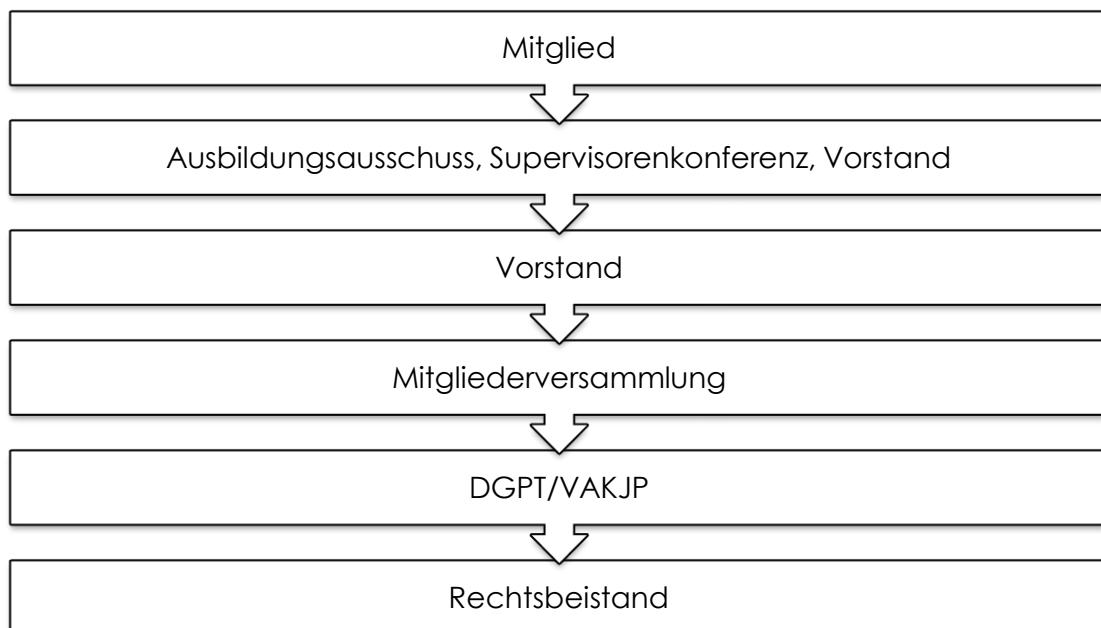 Mitglied
Ausbildungsausschuss, Supervisorenkonferenz, Vorstand
Vorstand
Mitgliederversammlung
DGPT/VAKJP
Rechtsbeistand